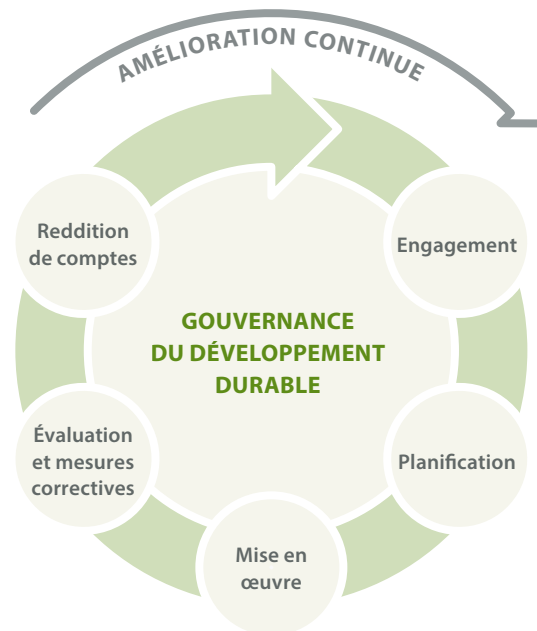 AMÉLIORATION CONTINUE
Reddition
de comptes
Engagement
GOUVERNANCE
DU DÉVELOPPEMENT
DURABLE
Évaluation
et mesures
correctives
Planification
Mise en
œuvre